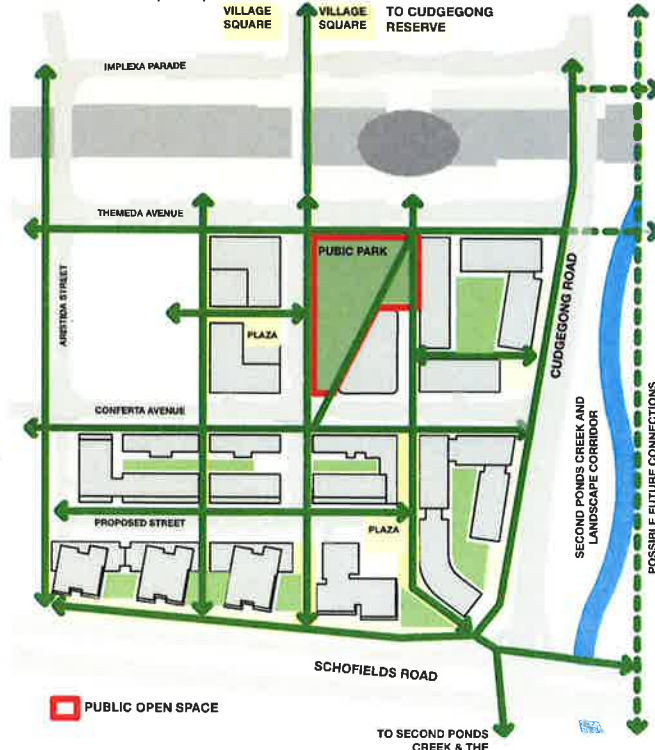 VILLAGE
SQUARE
VILLAGE
SQUARE
TO CUDGEGONG
RESERVE
IMPLEXA PARADE
THEMEDA AVENUE
PUBIC PARK
ARISTIDA STREET
CUDGEGONG ROAD
PLAZA
CONFERTA AVENUE
SECOND PONDS CREEK AND
LANDSCAPE CORRIDOR
POSSIBLE FUTURE CONNECTIONS
PROPOSED STREET
PLAZA
SCHOFIELDS ROAD
PUBLIC OPEN SPACE
TO SECOND PONDS
CREEK & THE